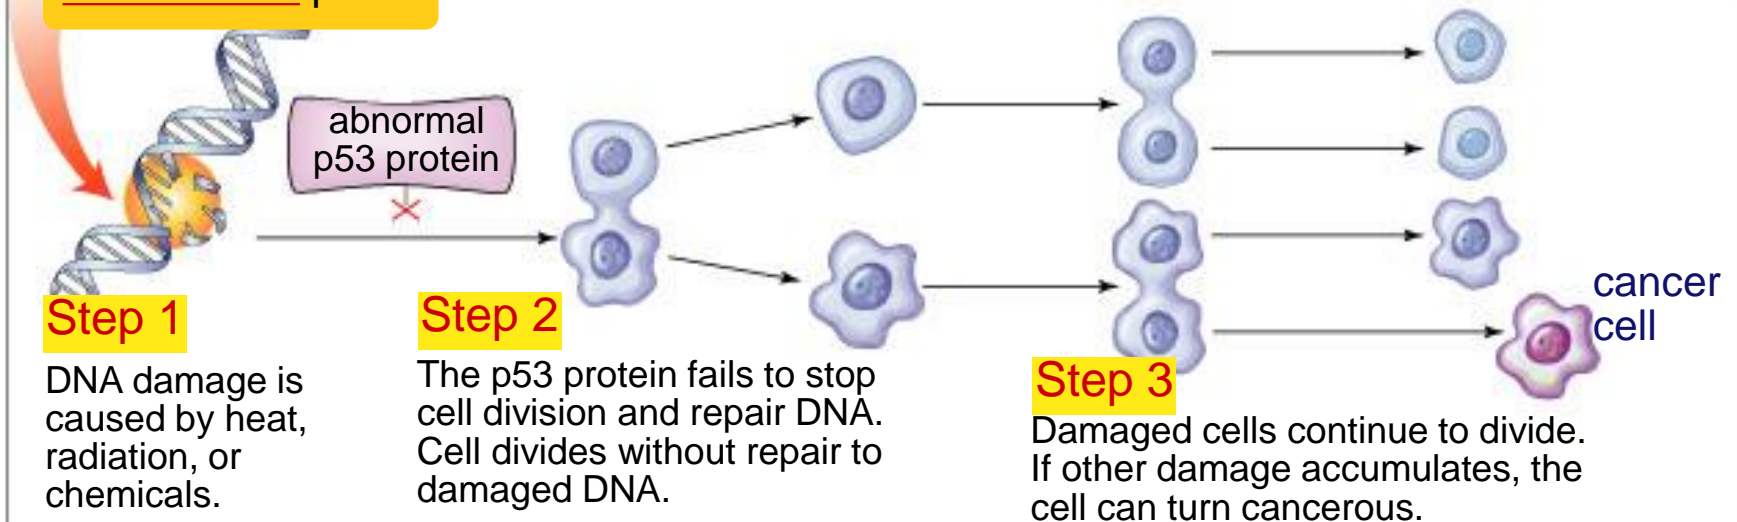 abnormal
p53 protein
cancer
cell
Step 1
DNA damage is
caused by heat,
radiation, or
chemicals.
Step 2
The p53 protein fails to stop
cell division and repair DNA.
Cell divides without repair to
damaged DNA.
Step 3
Damaged cells continue to divide.
If other damage accumulates, the
cell can turn cancerous.